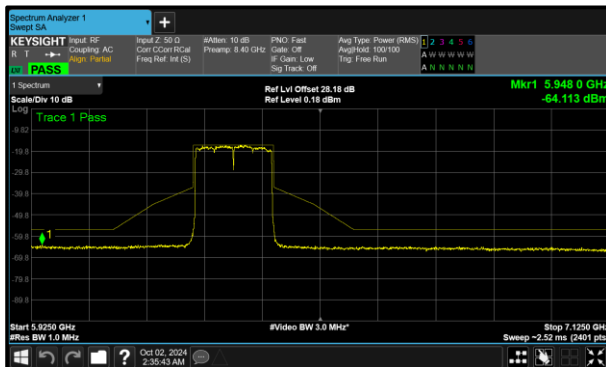 Spectrum Analyzer 1
Swept SA
KEYSIGHT
R T
PASS
Input: RF
Coupling: AC
Align: Partial
Input Z: 50 Ω
Corr CCorr RCal
Freq Ref: Int (S)
#Atten: 10 dB
Preamp: 8.40 GHz
PNO: Fast
Gate: Off
IF Gain: Low
Sig Track: Off
Avg Type: Power (RMS)
Avg|Hold: 100/100
Trig: Free Run
1 2 3 4 5 6
A W W W W W
A N N N N N
1 Spectrum
Scale/Div 10 dB
Ref Lvl Offset 28.18 dB
Ref Level 0.18 dBm
Mkr1 5.948 0 GHz
-64.113 dBm
Log
Trace 1 Pass
-9.82
-19.8
-29.8
-39.8
-49.8
-59.8
-69.8
-79.8
-89.8
1
Start 5.9250 GHz
#Res BW 1.0 MHz
#Video BW 3.0 MHz*
Stop 7.1250 GHz
Sweep ~2.52 ms (2401 pts)
?
Oct 02, 2024
2:35:43 AM